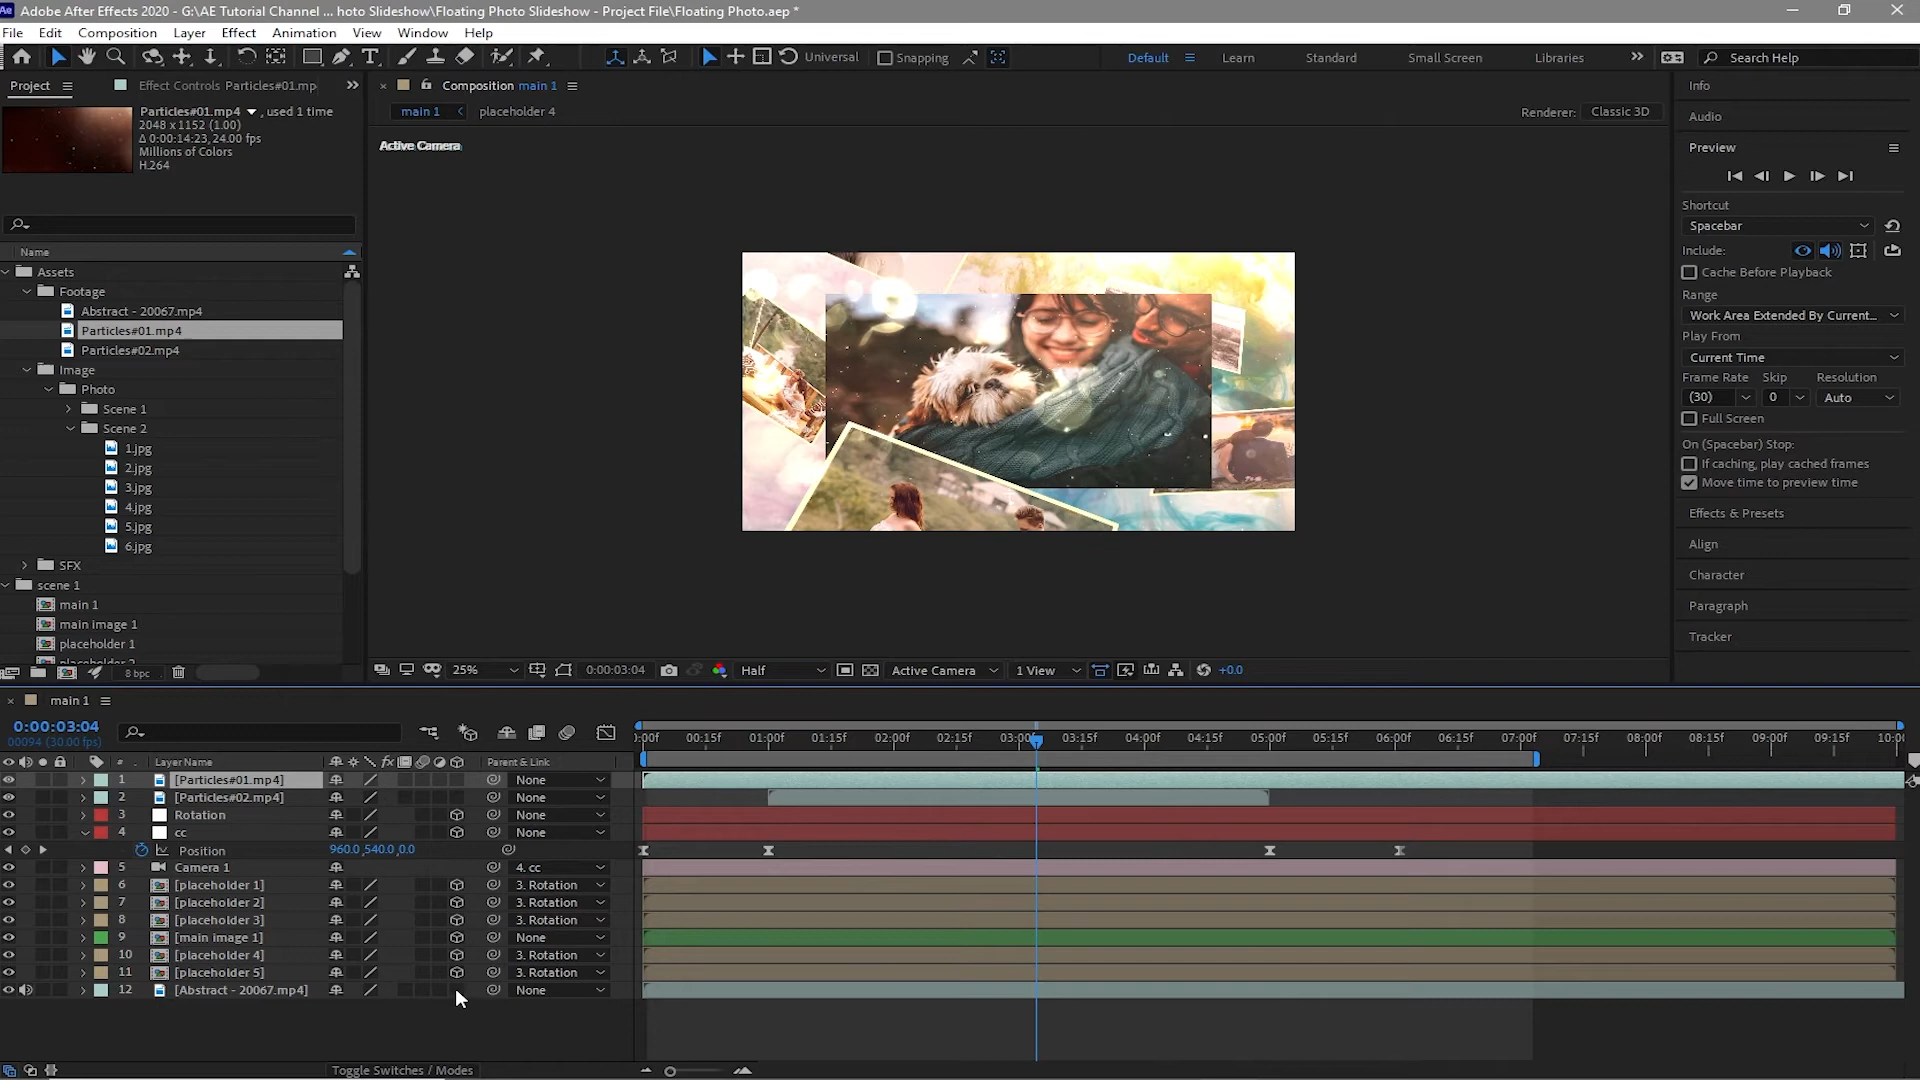 Ae Adobe After Effects 2020 - G:\AE Tutorial Channel ... hoto Slideshow\Floating Photo Slideshow - Project File\Floating Photo.aep *
File Edit Composition Layer Effect Animation View Window Help
Universal Snapping Default Learn Standard Small Screen Libraries Search Help
Project Effect Controls Particles#01.mp
Particles#01.mp4 , used 1 time
2048 x 1152 (1.00)
Δ 0:00:14:23, 24.00 fps
Millions of Colors
H.264
Name
Assets
Footage
Abstract - 20067.mp4
Particles#01.mp4
Particles#02.mp4
Image
Photo
Scene 1
Scene 2
1.jpg
2.jpg
3.jpg
4.jpg
5.jpg
6.jpg
SFX
scene 1
main 1
main image 1
placeholder 1
8 bpc
Composition main 1
main 1 placeholder 4
Renderer: Classic 3D
Active Camera
25% 0:00:03:04 Half Active Camera 1 View +0.0
Info
Audio
Preview
Shortcut
Spacebar
Include:
Cache Before Playback
Range
Work Area Extended By Current...
Play From
Current Time
Frame Rate Skip Resolution
(30) 0 Auto
Full Screen
On (Spacebar) Stop:
If caching, play cached frames
Move time to preview time
Effects & Presets
Align
Character
Paragraph
Tracker
main 1
0:00:03:04
00094 (30.00 fps)
):00f 00:15f 01:00f 01:15f 02:00f 02:15f 03:00f 03:15f 04:00f 04:15f 05:00f 05:15f 06:00f 06:15f 07:00f 07:15f 08:00f 08:15f 09:00f 09:15f 10:0
# Layer Name fx Parent & Link
1 [Particles#01.mp4] None
2 [Particles#02.mp4] None
3 Rotation None
4 cc None
Position 960.0,540.0,0.0
5 Camera 1 4. cc
6 [placeholder 1] 3. Rotation
7 [placeholder 2] 3. Rotation
8 [placeholder 3] 3. Rotation
9 [main image 1] None
10 [placeholder 4] 3. Rotation
11 [placeholder 5] 3. Rotation
12 [Abstract - 20067.mp4] None
Toggle Switches / Modes